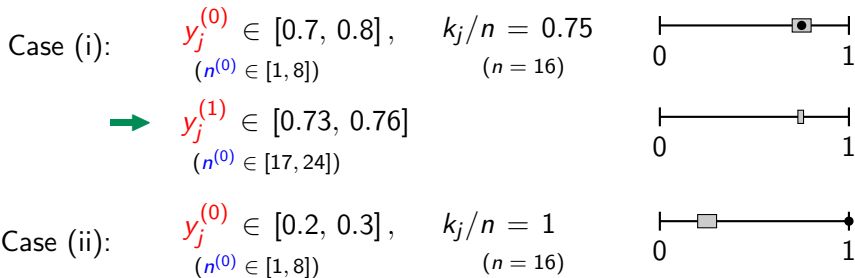 Case (i): y_j^{(0)} ∈ [0.7, 0.8] , k_j/n = 0.75
(n^{(0)} ∈ [1, 8]) (n = 16) 0 1
y_j^{(1)} ∈ [0.73, 0.76]
(n^{(0)} ∈ [17, 24]) 0 1
Case (ii): y_j^{(0)} ∈ [0.2, 0.3] , k_j/n = 1
(n^{(0)} ∈ [1, 8]) (n = 16) 0 1